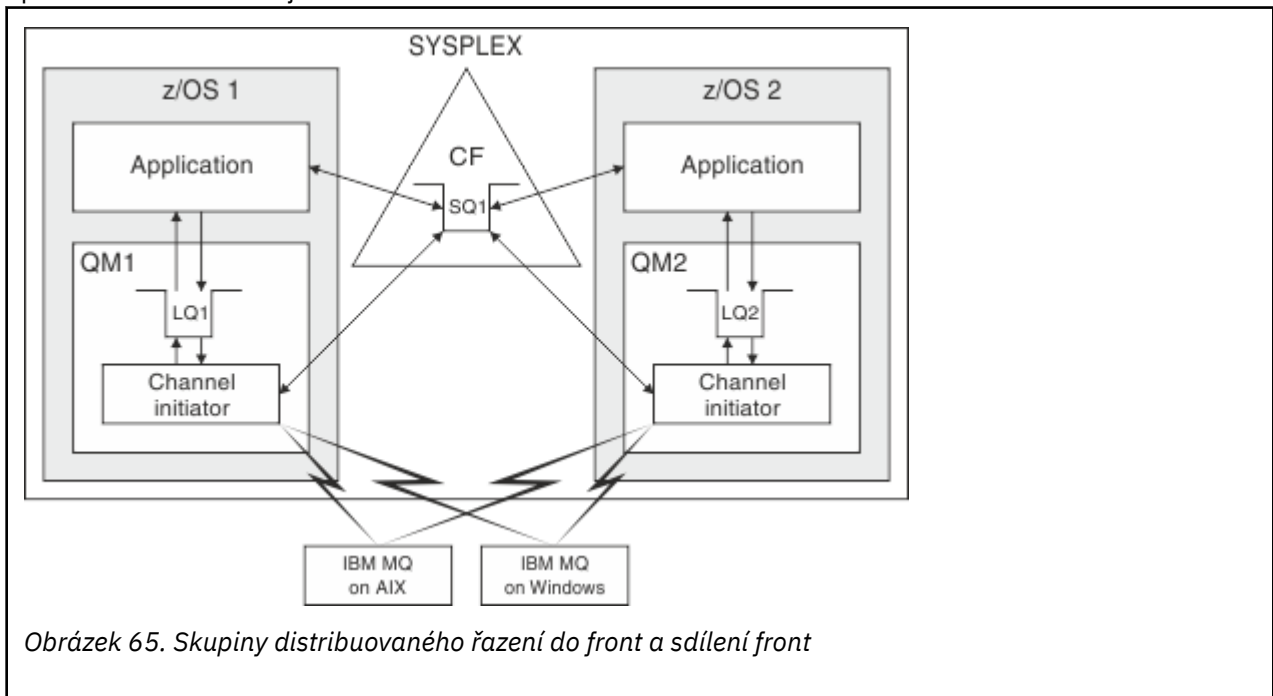 SYSPLEX
z/OS 1
z/OS 2
Application
CF
Application
SQ1
QM1
QM2
LQ1
LQ2
Channel
initiator
Channel
initiator
IBM MQ
on AIX
IBM MQ
on Windows
Obrázek 65. Skupiny distribuovaného řazení do front a sdílení front